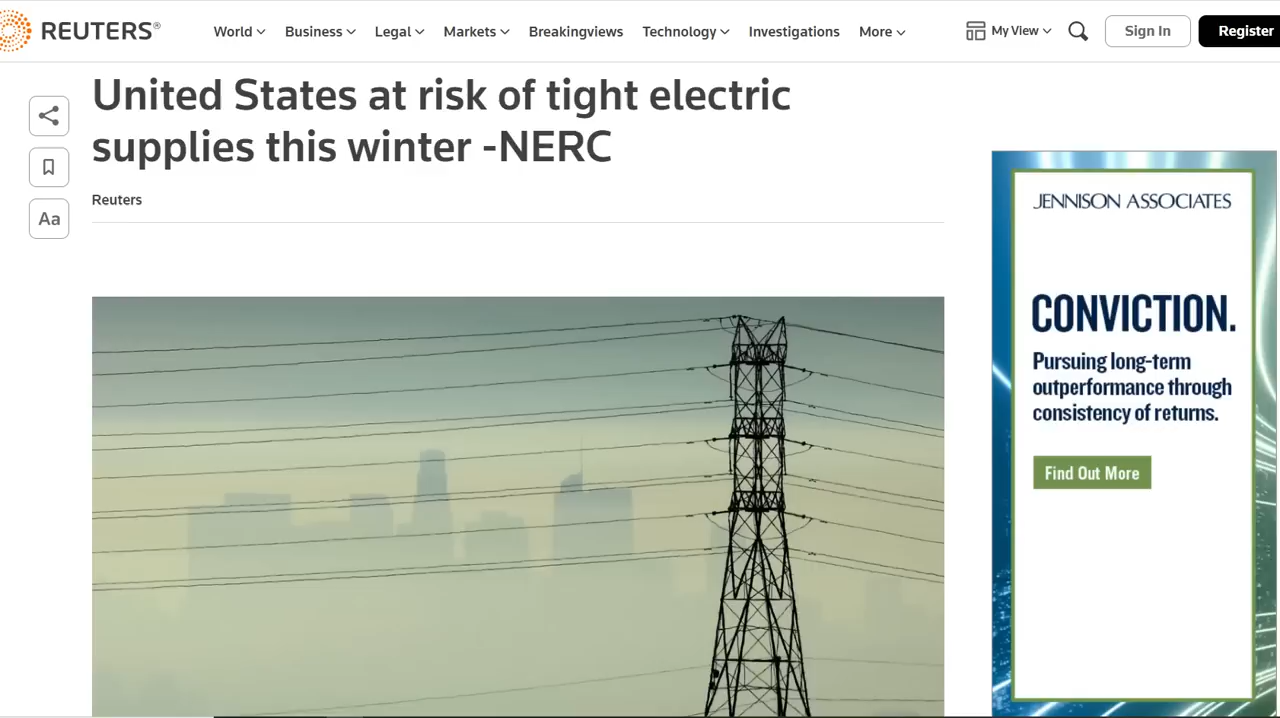 REUTERS®
World Business Legal Markets Breakingviews Technology Investigations More My View Sign In Register
United States at risk of tight electric
supplies this winter -NERC
Aa
Reuters
JENNISON ASSOCIATES
CONVICTION.
Pursuing long-term
outperformance through
consistency of returns.
Find Out More